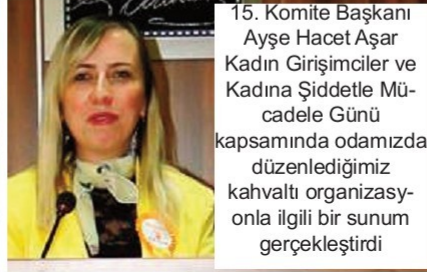 15. Komite Başkanı
Ayşe Hacet Aşar
Kadın Girişimciler ve
Kadına Şiddetle Mü-
cadele Günü
kapsamında odamızda
düzenlediğimiz
kahvaltı organizasy-
onla ilgili bir sunum
gerçekleştirdi